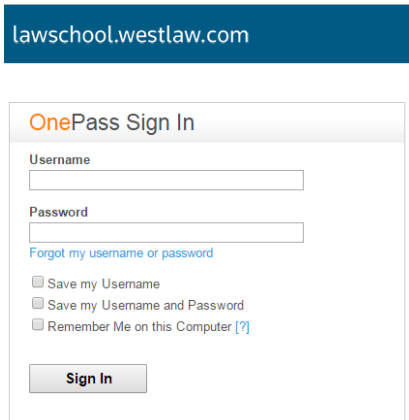 lawschool.westlaw.com
OnePass Sign In
Username
Password
Forgot my username or password
Save my Username
Save my Username and Password
Remember Me on this Computer [?]
Sign In